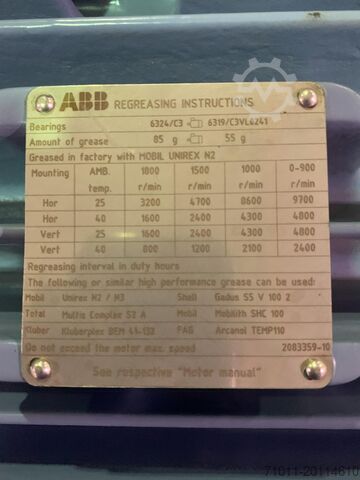 ABB REGREASING INSTRUCTIONS
Bearings 6324/C3 6319/C3VL0241
Amount of grease 85 g 55 g
Greased in factory with MOBIL UNIREX N2
Mounting AMB. temp. 1800 r/min 1500 r/min 1000 r/min 0-900 r/min
Hor 25 3200 4700 8600 9700
Hor 40 1600 2400 4300 4800
Vert 25 1600 2400 4300 4800
Vert 40 800 1200 2100 2400
Regreasing interval in duty hours
The following or similar high performance grease can be used:
Mobil Unirex N2 / N3 Shell Gadus S5 V 100 2
Total Multis Complex S2 A Mobil Mobilith SHC 100
Kluber Kluberplex BEM 41-132 FAG Arcanol TEMP110
Do not exceed the motor max. speed 2083359-10
See respective "Motor manual"
71011-20114610